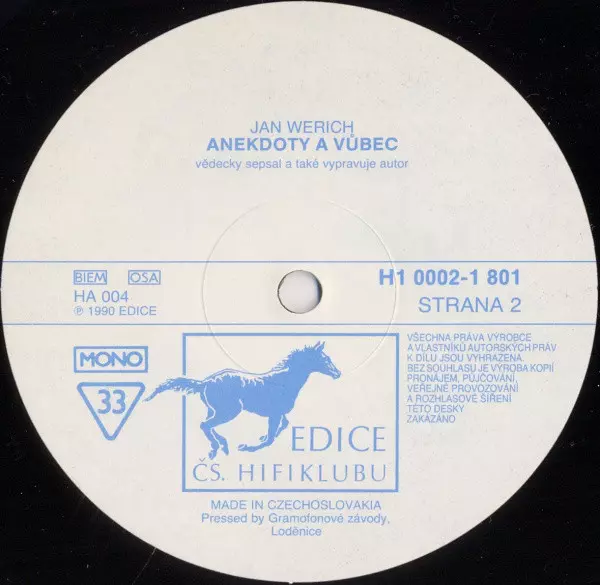 JAN WERICH
ANEKDOTY A VŮBEC
vědecky sepsal a také vypravuje autor
BIEM OSA
HA 004
℗ 1990 EDICE
H1 0002-1 801
STRANA 2
MONO
33
VŠECHNA PRÁVA VÝROBCE
A VLASTNÍKŮ AUTORSKÝCH PRÁV
K DÍLU JSOU VYHRAZENA.
BEZ SOUHLASU JE VÝROBA KOPIÍ
PRONÁJEM, PŮJČOVÁNÍ,
VEŘEJNÉ PROVOZOVÁNÍ
A ROZHLASOVÉ ŠÍŘENÍ
TÉTO DESKY
ZAKÁZÁNO
EDICE
ČS. HIFIKLUBU
MADE IN CZECHOSLOVAKIA
Pressed by Gramofonové závody,
Loděnice